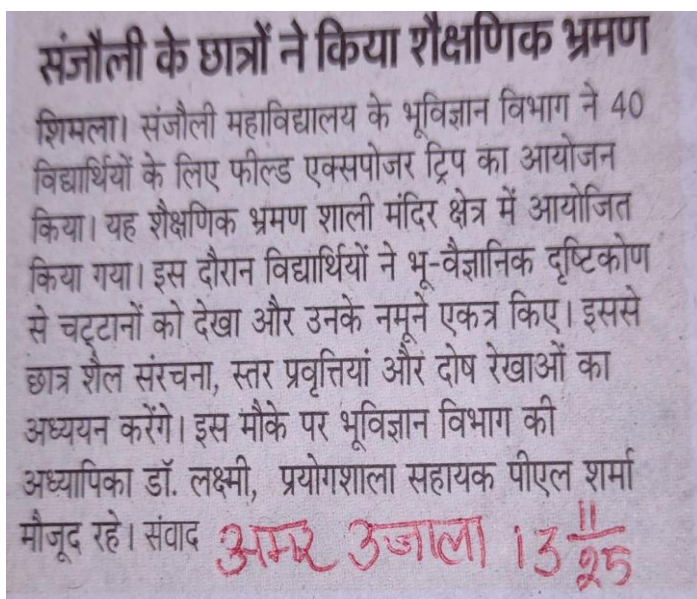 संजौली के छात्रों ने किया शैक्षणिक भ्रमण
शिमला। संजौली महाविद्यालय के भूविज्ञान विभाग ने 40
विद्यार्थियों के लिए फील्ड एक्सपोजर ट्रिप का आयोजन
किया। यह शैक्षणिक भ्रमण शाली मंदिर क्षेत्र में आयोजित
किया गया। इस दौरान विद्यार्थियों ने भू-वैज्ञानिक दृष्टिकोण
से चट्टानों को देखा और उनके नमूने एकत्र किए। इससे
छात्र शैल संरचना, स्तर प्रवृत्तियां और दोष रेखाओं का
अध्ययन करेंगे। इस मौके पर भूविज्ञान विभाग की
अध्यापिका डॉ. लक्ष्मी, प्रयोगशाला सहायक पीएल शर्मा
मौजूद रहे। संवाद अमर उजाला 13 11/25